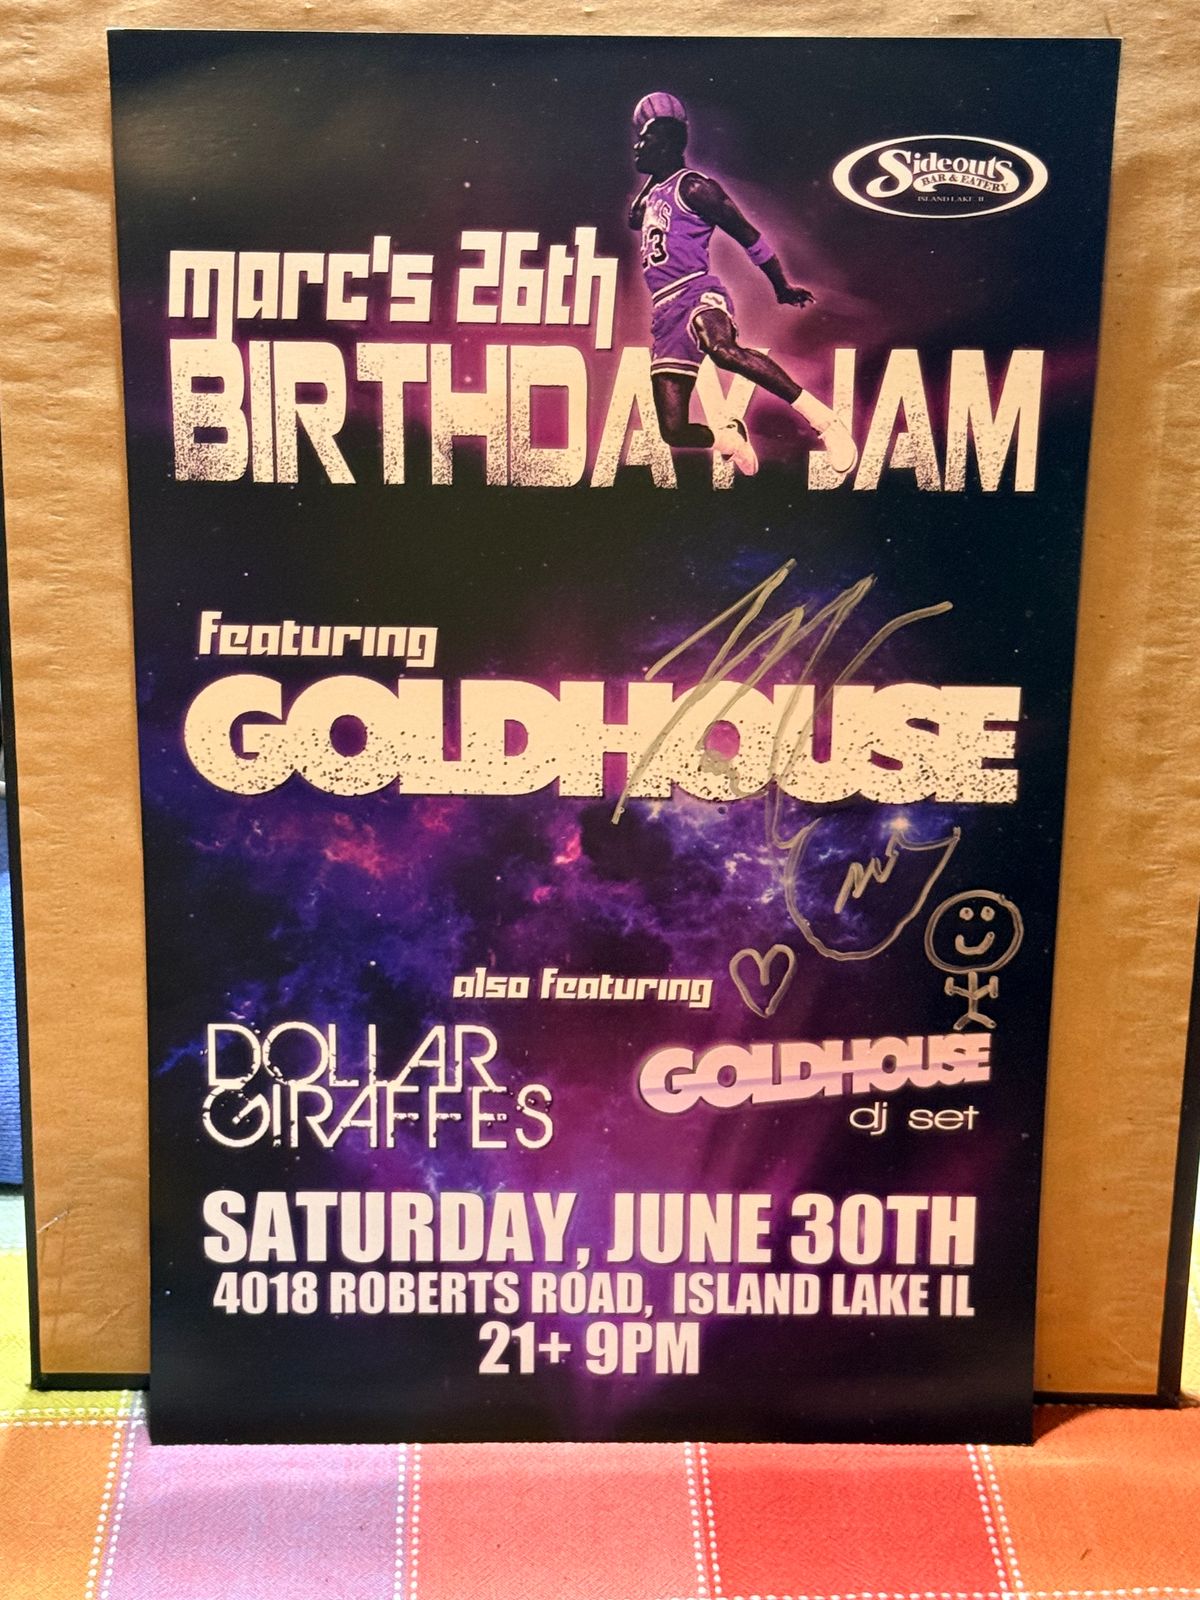 Sideouts
BAR & EATERY
ISLAND LAKE, IL
marc's 26th
BIRTHDAY JAM
featuring
GOLDHOUSE
also featuring
DOLLAR
GIRAFFES
GOLDHOUSE
dj set
SATURDAY, JUNE 30TH
4018 ROBERTS ROAD, ISLAND LAKE IL
21+ 9PM